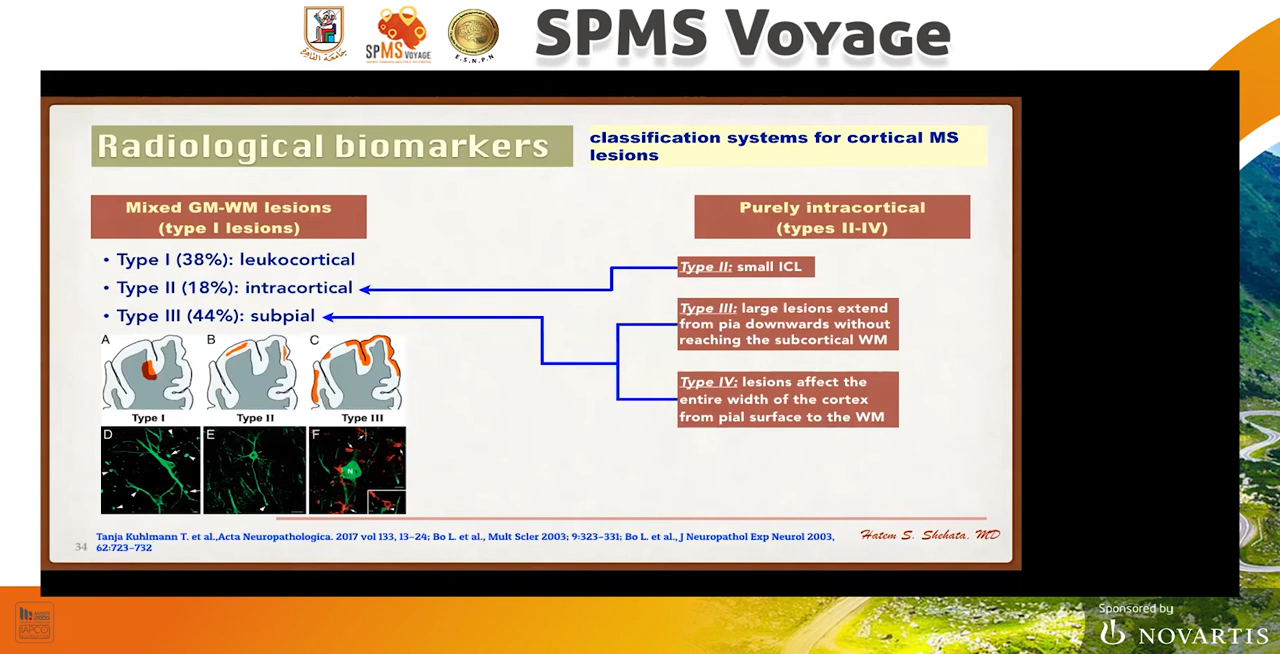 SPMS Voyage
جامعة القاهرة
SPMS VOYAGE
E.S.N.P.N
Radiological biomarkers
classification systems for cortical MS
lesions
Mixed GM-WM lesions
(type I lesions)
• Type I (38%): leukocortical
• Type II (18%): intracortical
• Type III (44%): subpial
Purely intracortical
(types II-IV)
Type II: small ICL
Type III: large lesions extend
from pia downwards without
reaching the subcortical WM
Type IV: lesions affect the
entire width of the cortex
from pial surface to the WM
A B C
Type I Type II Type III
D E F
N
34
Tanja Kuhlmann T. et al.,Acta Neuropathologica. 2017 vol 133, 13–24; Bo L. et al., Mult Scler 2003; 9:323–331; Bo L. et al., J Neuropathol Exp Neurol 2003,
62:723–732
Hatem S. Shehata, MD
IAPCO
Sponsored by
NOVARTIS